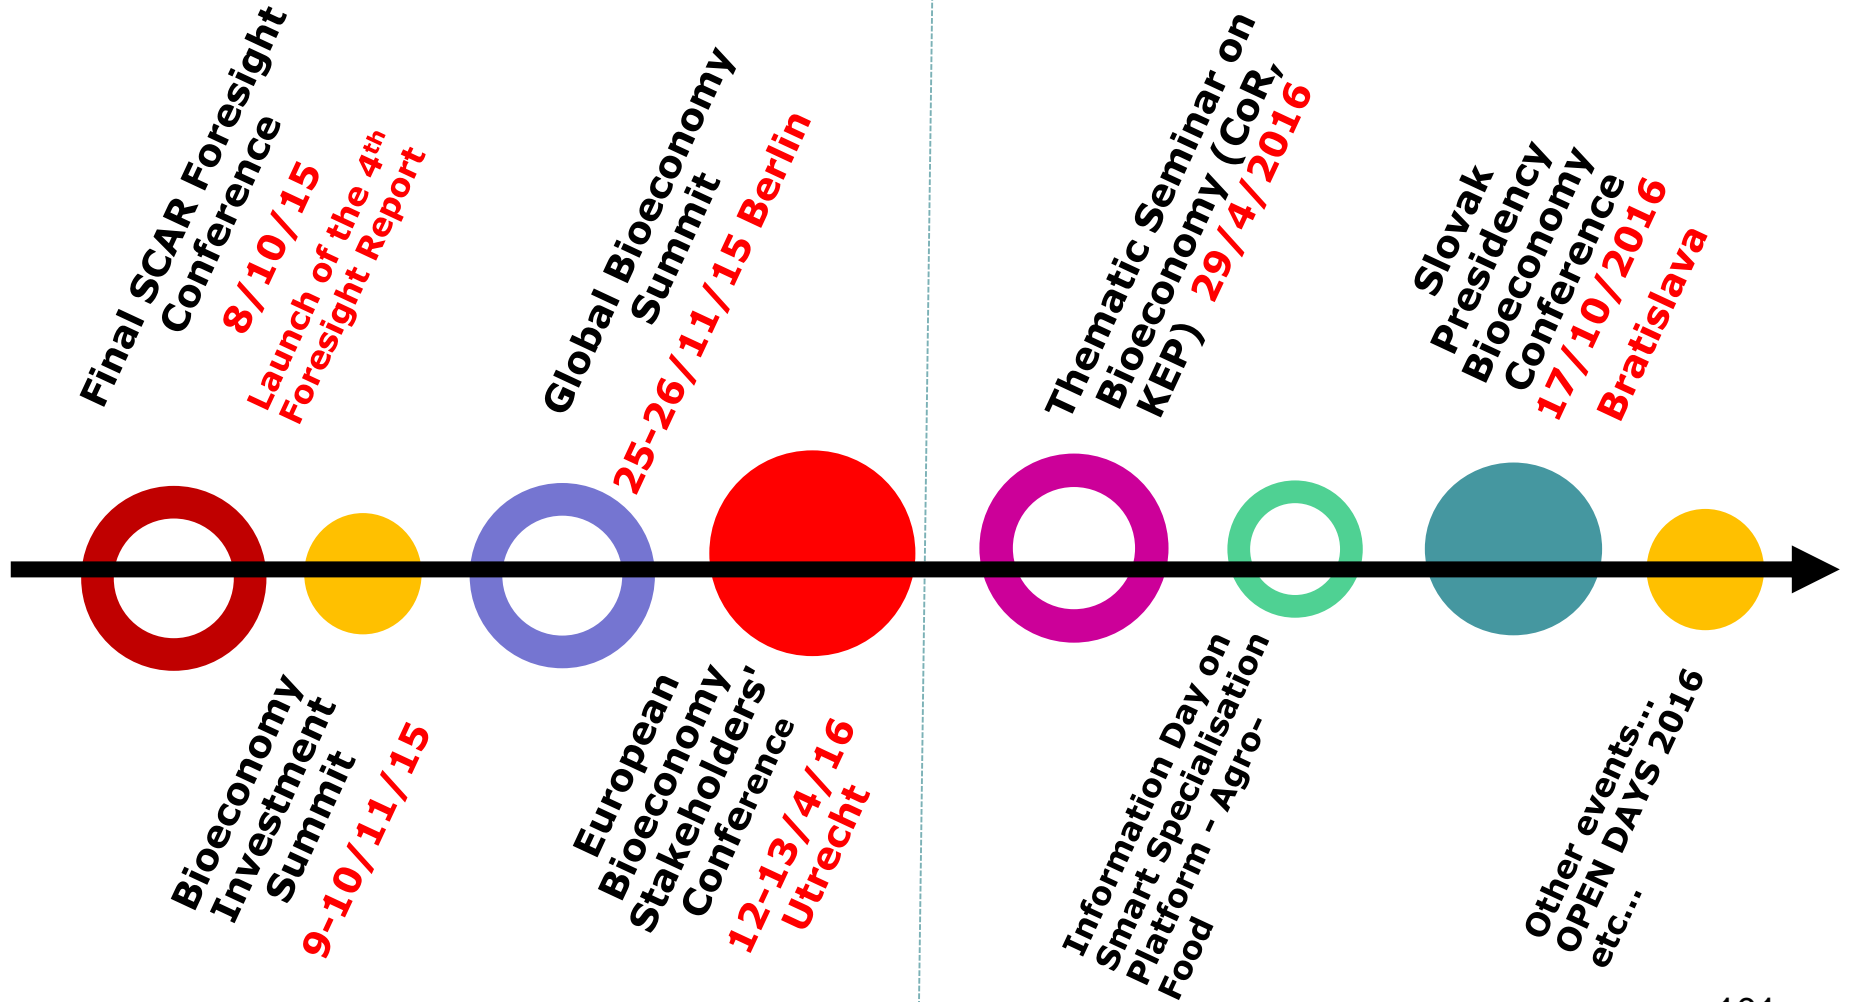 Final SCAR Foresight
Conference
8/10/15
Launch of the 4th
Foresight Report
Global Bioeconomy
Summit
25-26/11/15 Berlin
Thematic Seminar on
Bioeconomy (CoR,
KEP) 29/4/2016
Slovak
Presidency
Bioeconomy
Conference
17/10/2016
Bratislava
Bioeconomy
Investment
Summit
9-10/11/15
European
Bioeconomy
Stakeholders'
Conference
12-13/4/16
Utrecht
Information Day on
Smart Specialisation
Platform - Agro-
Food
Other events...
OPEN DAYS 2016
etc...